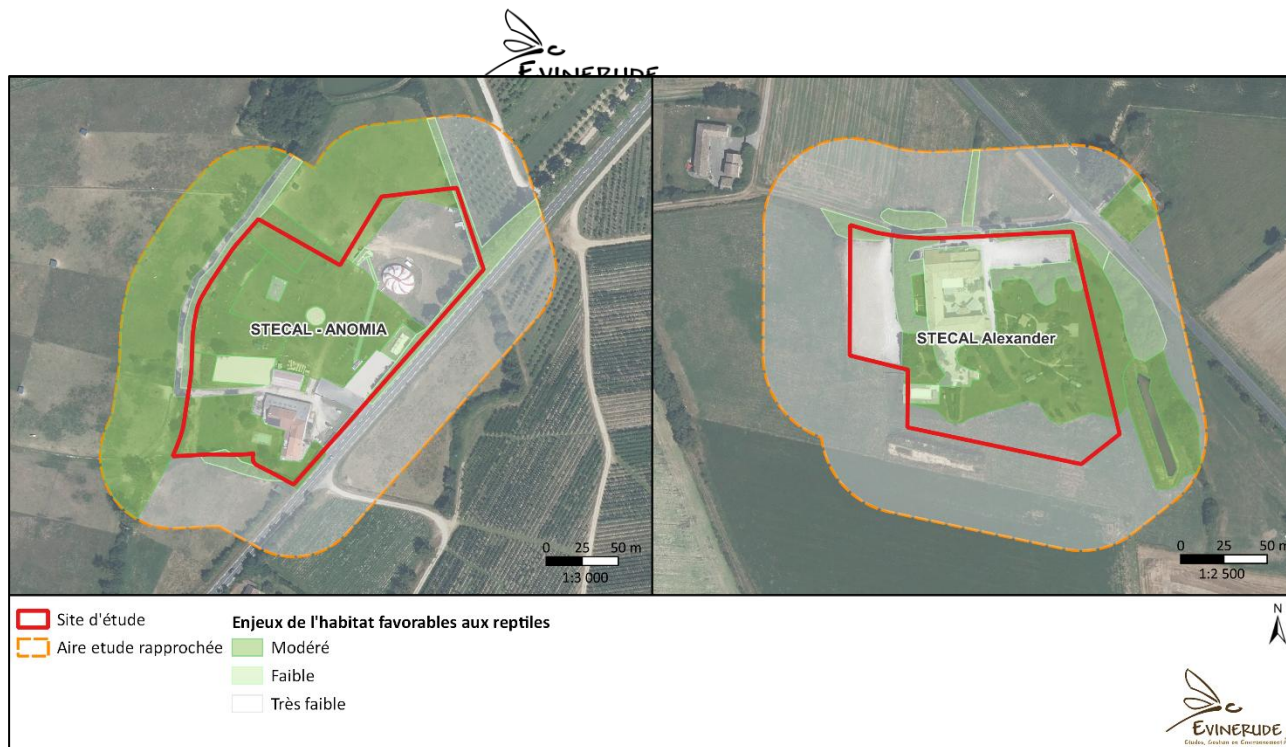 EVINERUDE
STECAL - ANOMIA
0 25 50 m
1:3 000
STECAL Alexander
0 25 50 m
1:2 500
Site d'étude
Aire etude rapprochée
Enjeux de l'habitat favorables aux reptiles
Modéré
Faible
Très faible
N
EVINERUDE